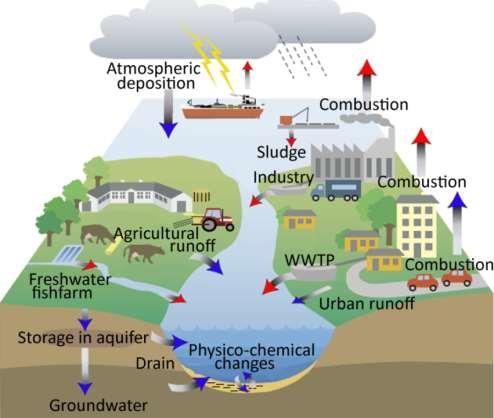 Atmospheric
deposition
Combustion
Sludge
Industry
Combustion
Agricultural
runoff
WWTP
Combustion
Freshwater
fishfarm
Urban runoff
Storage in aquifer
Drain
Physico-chemical
changes
Groundwater